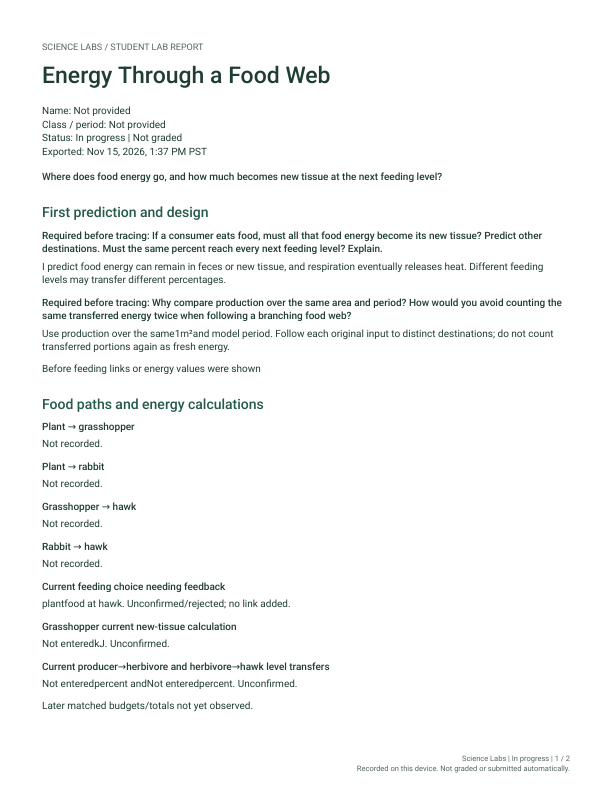 SCIENCE LABS / STUDENT LAB REPORT
Energy Through a Food Web
Name: Not provided
Class / period: Not provided
Status: In progress | Not graded
Exported: Nov 15, 2026, 1:37 PM PST
Where does food energy go, and how much becomes new tissue at the next feeding level?
First prediction and design
Required before tracing: If a consumer eats food, must all that food energy become its new tissue? Predict other
destinations. Must the same percent reach every next feeding level? Explain.
I predict food energy can remain in feces or new tissue, and respiration eventually releases heat. Different feeding
levels may transfer different percentages.
Required before tracing: Why compare production over the same area and period? How would you avoid counting the
same transferred energy twice when following a branching food web?
Use production over the same1m²and model period. Follow each original input to distinct destinations; do not count
transferred portions again as fresh energy.
Before feeding links or energy values were shown
Food paths and energy calculations
Plant → grasshopper
Not recorded.
Plant → rabbit
Not recorded.
Grasshopper → hawk
Not recorded.
Rabbit → hawk
Not recorded.
Current feeding choice needing feedback
plantfood at hawk. Unconfirmed/rejected; no link added.
Grasshopper current new-tissue calculation
Not enteredkJ. Unconfirmed.
Current producer→herbivore and herbivore→hawk level transfers
Not enteredpercent andNot enteredpercent. Unconfirmed.
Later matched budgets/totals not yet observed.
Science Labs | In progress | 1 / 2
Recorded on this device. Not graded or submitted automatically.